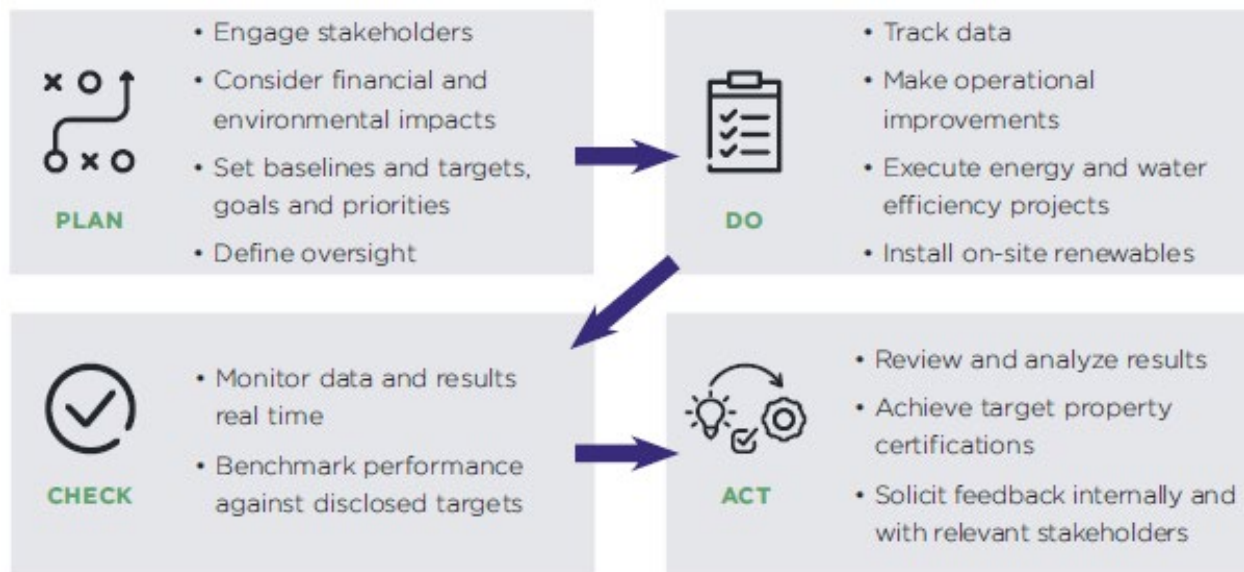 • Engage stakeholders
• Consider financial and
environmental impacts
• Set baselines and targets,
goals and priorities
• Define oversight
PLAN
• Track data
• Make operational
improvements
• Execute energy and water
efficiency projects
• Install on-site renewables
DO
• Monitor data and results
real time
• Benchmark performance
against disclosed targets
CHECK
• Review and analyze results
• Achieve target property
certifications
• Solicit feedback internally and
with relevant stakeholders
ACT